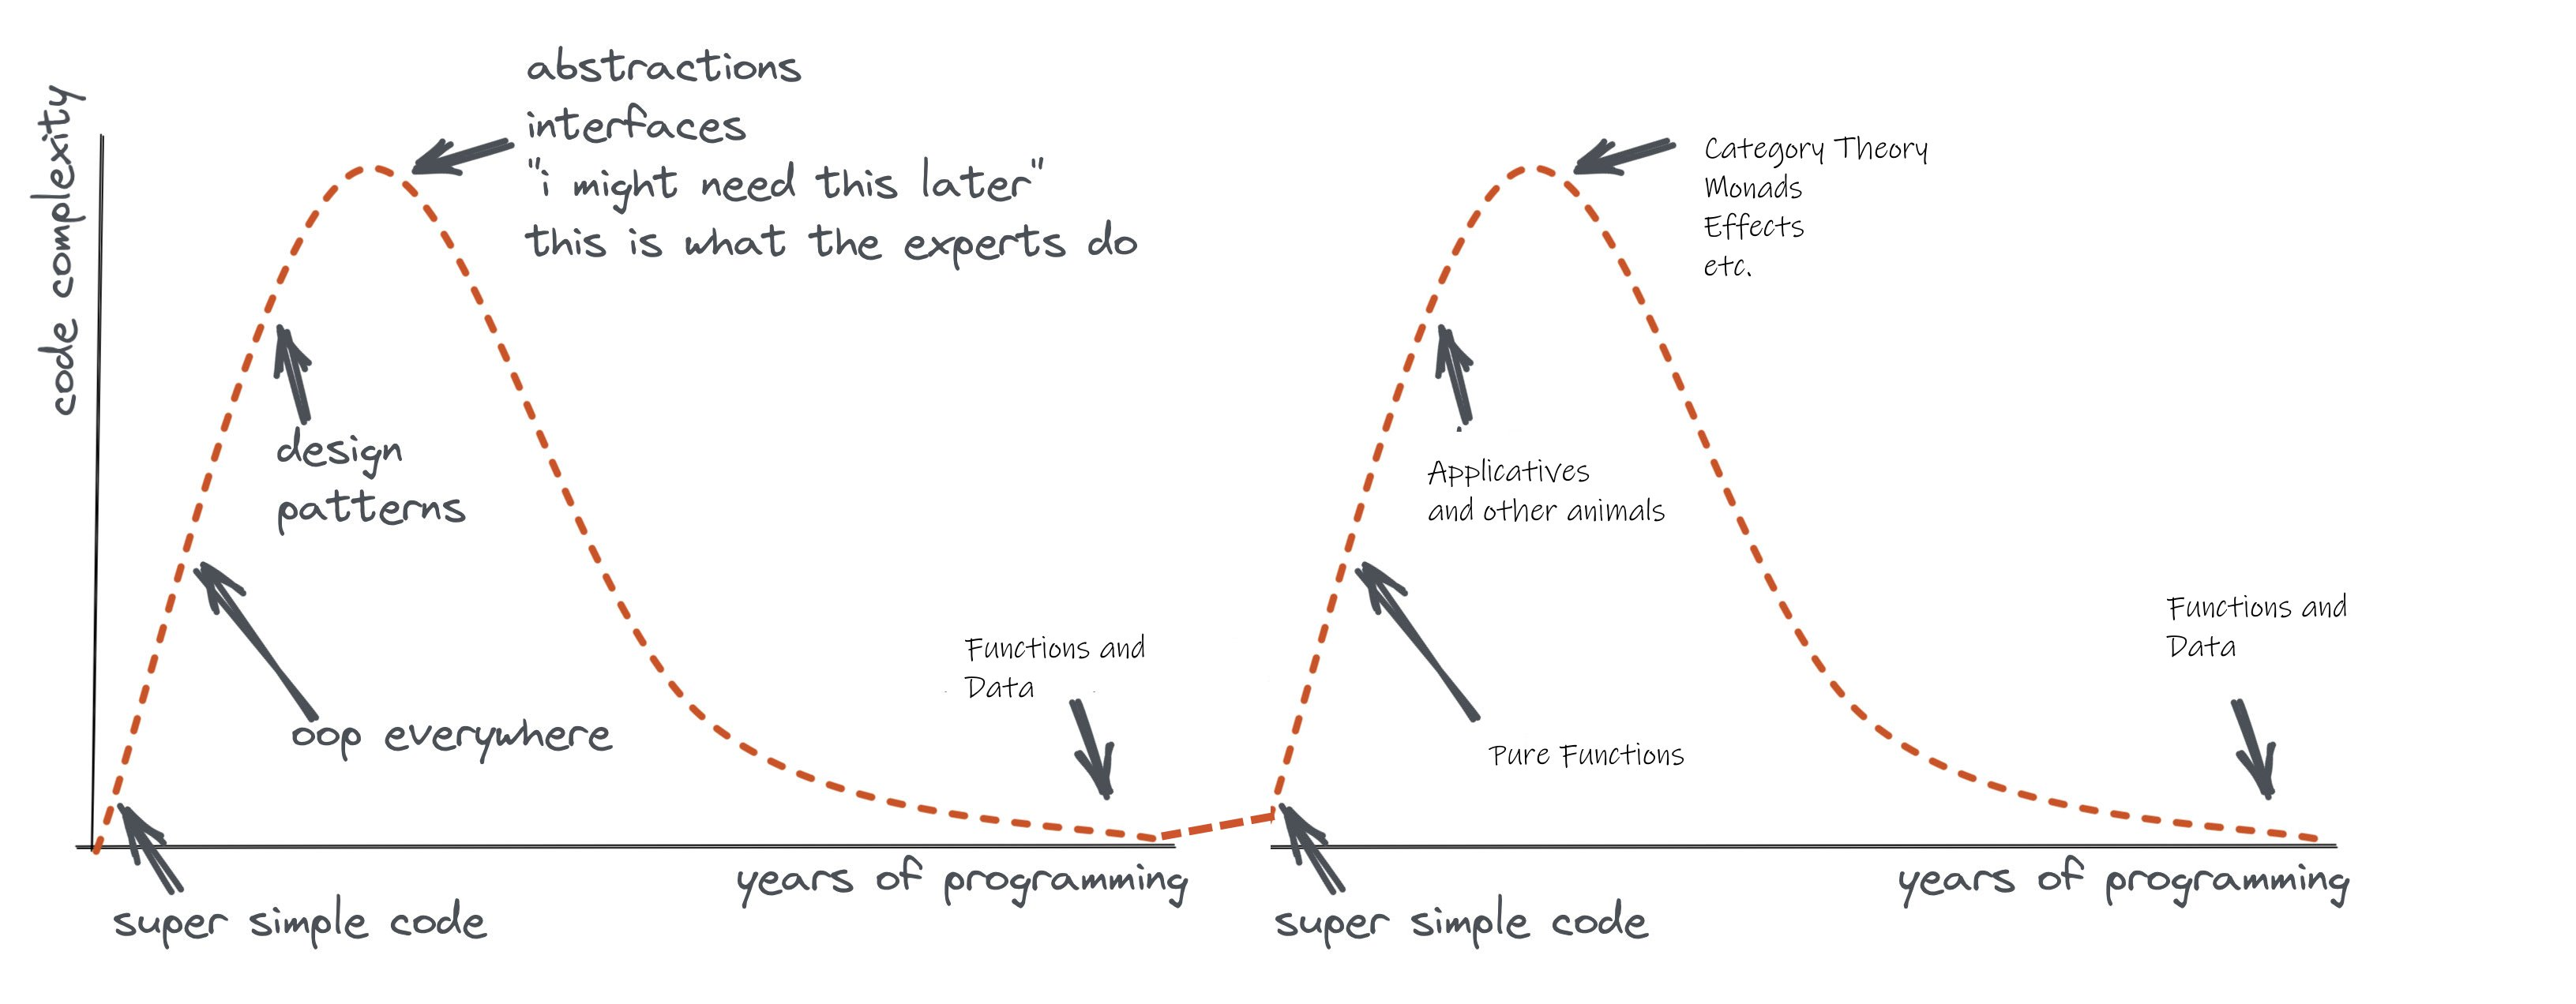 code complexity
abstractions
interfaces
"i might need this later"
this is what the experts do
design
patterns
oop everywhere
super simple code
Functions and
Data
years of programming
Category Theory
Monads
Effects
etc.
Applicatives
and other animals
Pure Functions
super simple code
Functions and
Data
years of programming